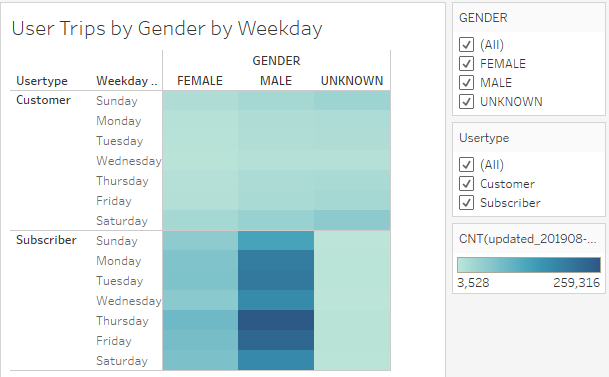 User Trips by Gender by Weekday
GENDER
Usertype Weekday .. FEMALE MALE UNKNOWN
Customer Sunday
Monday
Tuesday
Wednesday
Thursday
Friday
Saturday
Subscriber Sunday
Monday
Tuesday
Wednesday
Thursday
Friday
Saturday
GENDER
(All)
FEMALE
MALE
UNKNOWN
Usertype
(All)
Customer
Subscriber
CNT(updated_201908-...
3,528 259,316